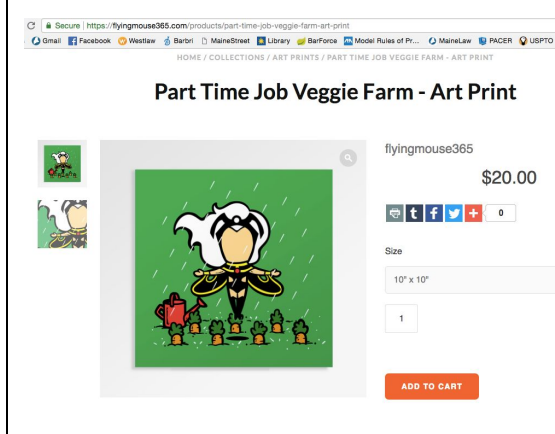 Secure | https://flyingmouse365.com/products/part-time-job-veggie-farm-art-print
Gmail Facebook Westlaw Barbri MaineStreet Library BarForce Model Rules of Pr... MaineLaw PACER USPTO
HOME / COLLECTIONS / ART PRINTS / PART TIME JOB VEGGIE FARM - ART PRINT
Part Time Job Veggie Farm - Art Print
flyingmouse365
$20.00
0
Size
10" x 10"
1
ADD TO CART